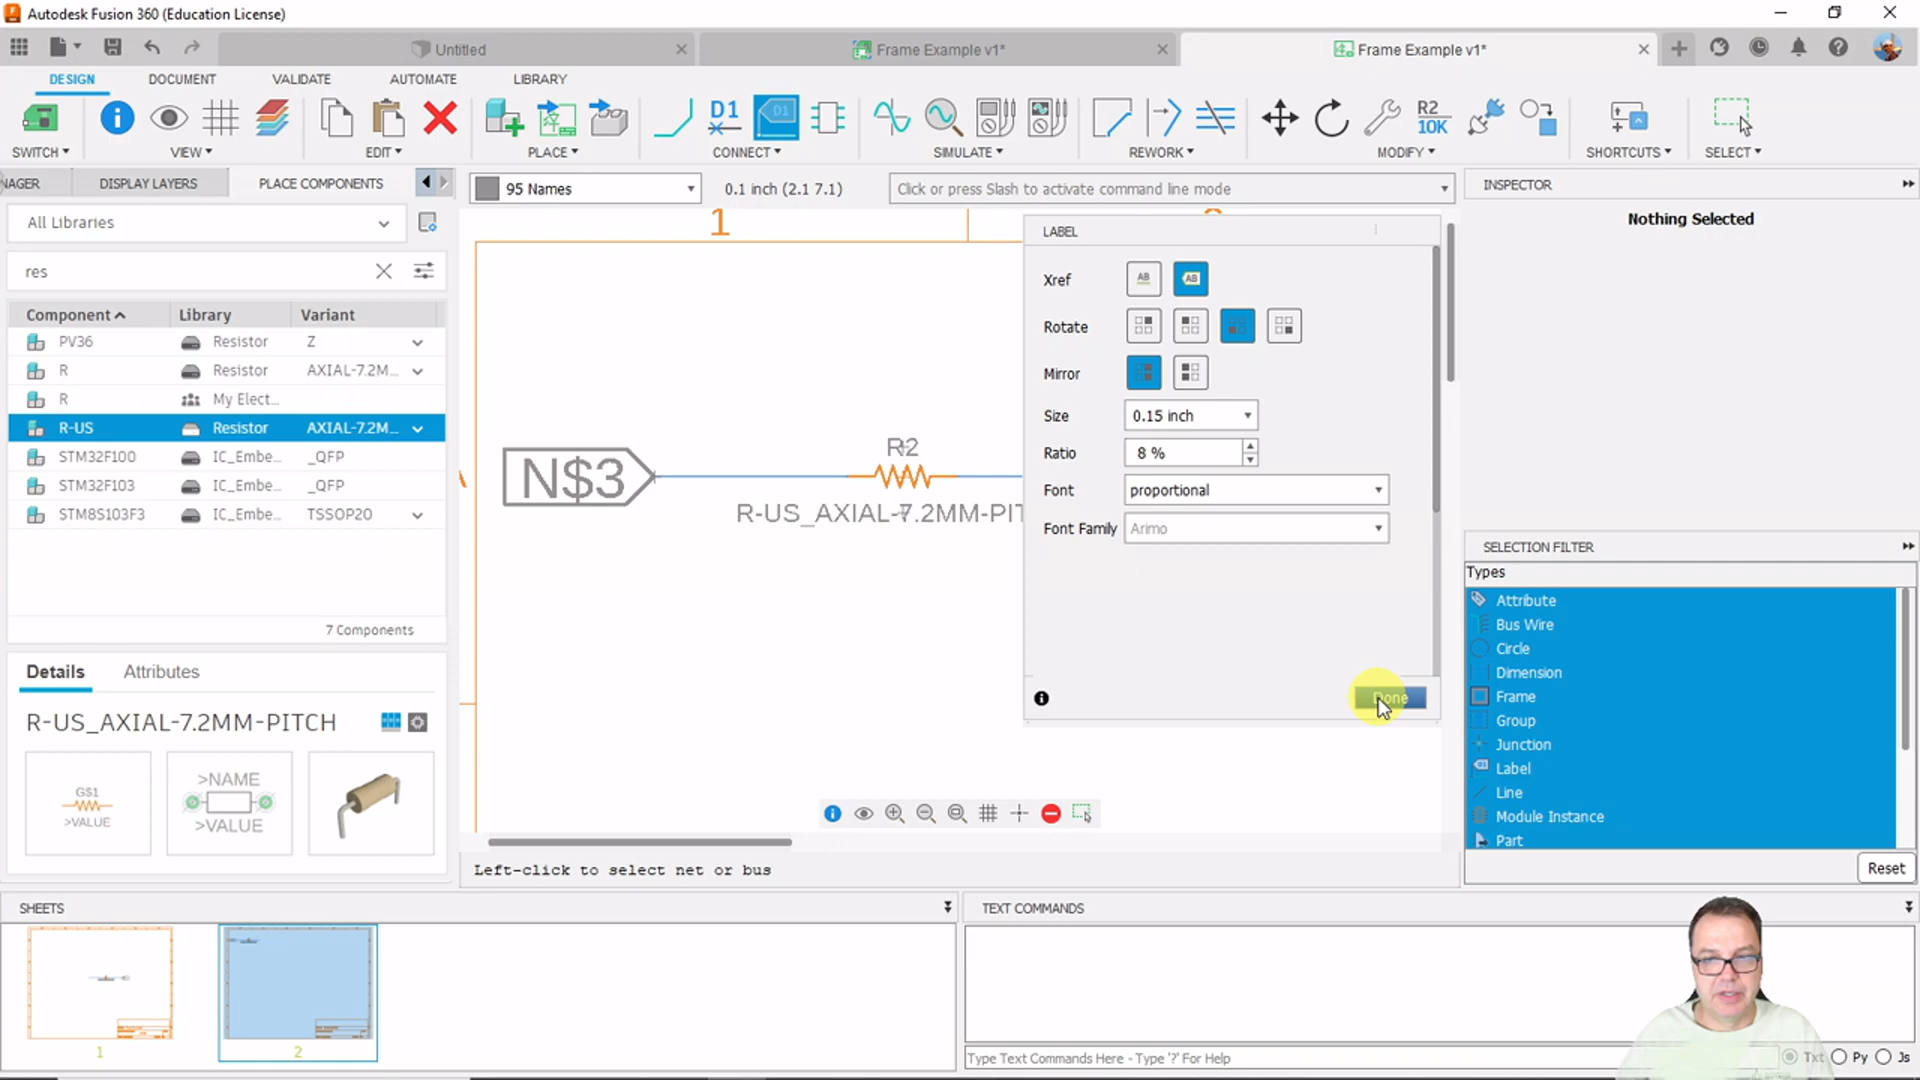 Autodesk Fusion 360 (Education License)
Untitled
Frame Example v1*
Frame Example v1*
DESIGN
DOCUMENT
VALIDATE
AUTOMATE
LIBRARY
D1
D1
R2
10K
SWITCH
VIEW
EDIT
PLACE
CONNECT
SIMULATE
REWORK
MODIFY
SHORTCUTS
SELECT
NAGER
DISPLAY LAYERS
PLACE COMPONENTS
95 Names
0.1 inch (2.1 7.1)
Click or press Slash to activate command line mode
INSPECTOR
Nothing Selected
All Libraries
res
Component Library Variant
PV36 Resistor Z
R Resistor AXIAL-7.2M...
R My Elect...
R-US Resistor AXIAL-7.2M...
STM32F100 IC_Embe... _QFP
STM32F103 IC_Embe... _QFP
STM8S103F3 IC_Embe... TSSOP20
7 Components
Details
Attributes
R-US_AXIAL-7.2MM-PITCH
G$1
>VALUE
>NAME
>VALUE
1
A
N$3
R2
R-US_AXIAL-7.2MM-PIT
LABEL
Xref AB AB
Rotate
Mirror
Size 0.15 inch
Ratio 8 %
Font proportional
Font Family Arimo
Done
Left-click to select net or bus
SELECTION FILTER
Types
Attribute
Bus Wire
Circle
Dimension
Frame
Group
Junction
Label
Line
Module Instance
Part
Reset
SHEETS
1
2
TEXT COMMANDS
Type Text Commands Here - Type '?' For Help
Txt Py Js